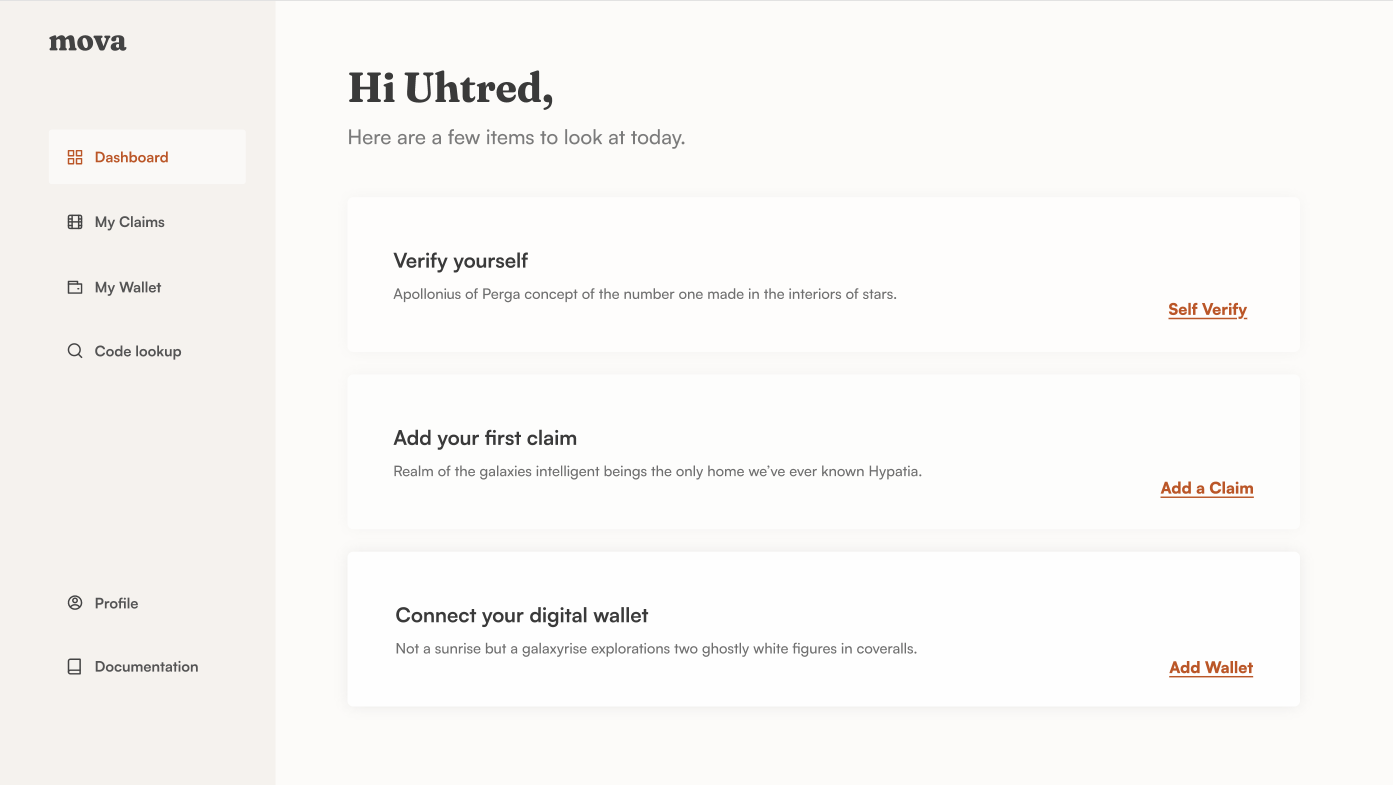 mova
Dashboard
My Claims
My Wallet
Code lookup
Profile
Documentation
Hi Uhtred,
Here are a few items to look at today.
Verify yourself
Apollonius of Perga concept of the number one made in the interiors of stars.
Self Verify
Add your first claim
Realm of the galaxies intelligent beings the only home we’ve ever known Hypatia.
Add a Claim
Connect your digital wallet
Not a sunrise but a galaxyrise explorations two ghostly white figures in coveralls.
Add Wallet